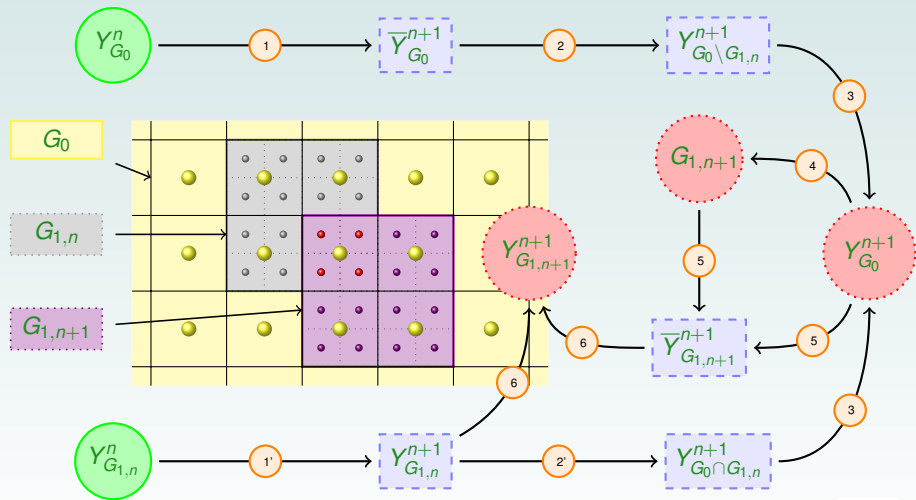 Y^{n}_{G_0} 1 \overline{Y}^{n+1}_{G_0} 2 Y^{n+1}_{G_0\setminus G_{1,n}}
3
G_0
G_{1,n+1} 4
G_{1,n}
Y^{n+1}_{G_{1,n+1}} 5 Y^{n+1}_{G_0}
G_{1,n+1}
6 \overline{Y}^{n+1}_{G_{1,n+1}} 5
6 3
Y^{n}_{G_{1,n}} 1' Y^{n+1}_{G_{1,n}} 2' Y^{n+1}_{G_0\cap G_{1,n}}